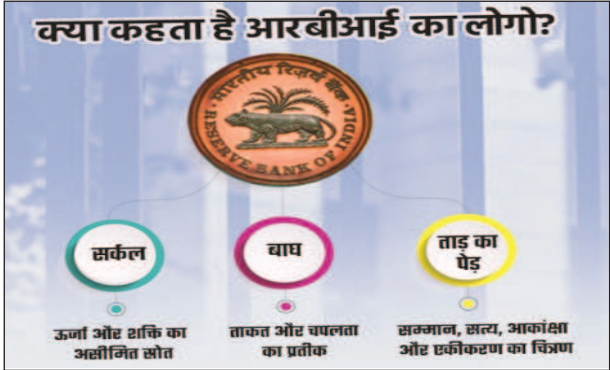 क्या कहता है आरबीआई का लोगो?
भारतीय रिज़र्व बैंक
RESERVE BANK OF INDIA
सर्कल
बाघ
ताड़ का
पेड़
ऊर्जा और शक्ति का
असीमित स्रोत
ताकत और चपलता
का प्रतीक
सम्मान, सत्य, आकांक्षा
और एकीकरण का चित्रण